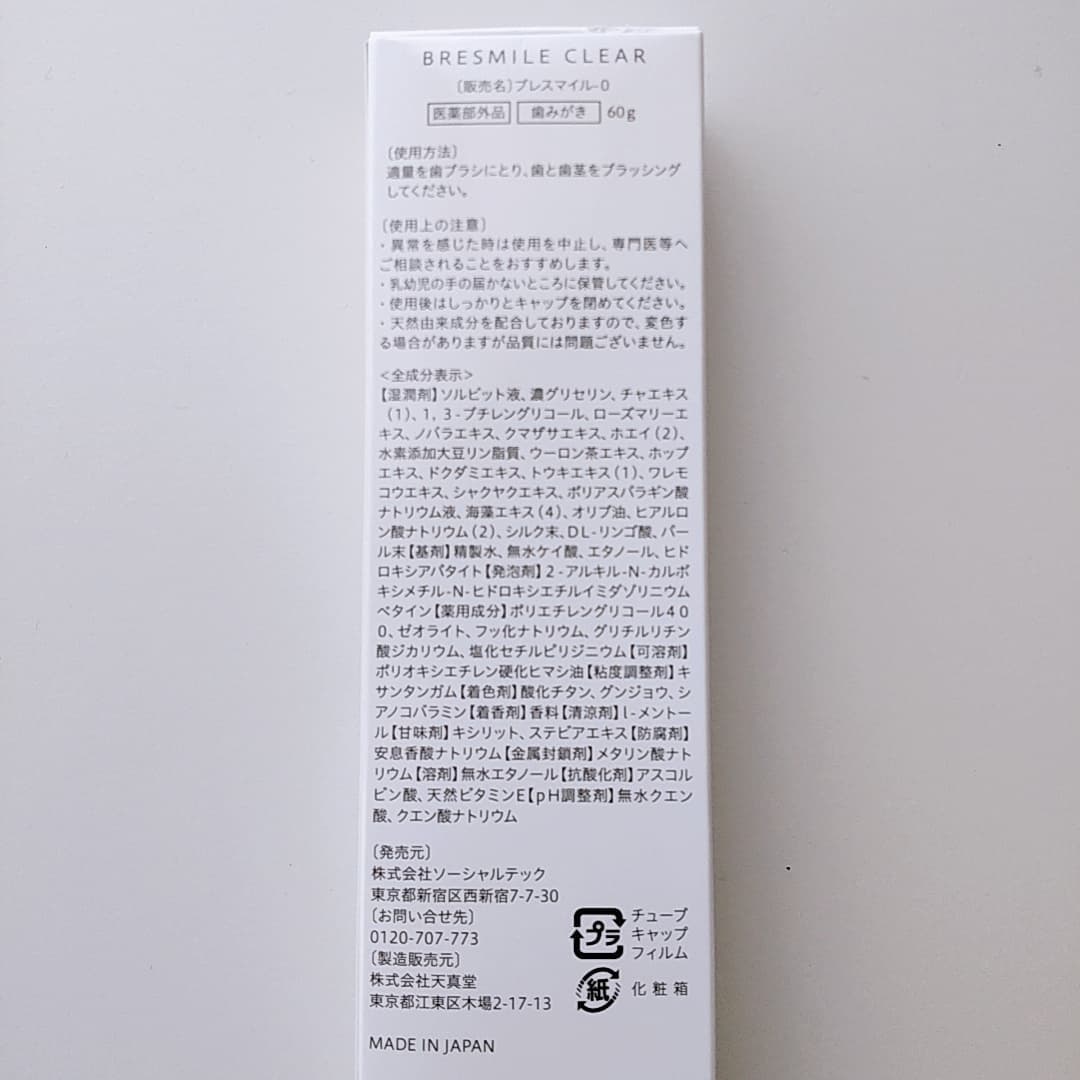 BRESMILE CLEAR
〔販売名〕ブレスマイル-0
医薬部外品 歯みがき 60g
〔使用方法〕
適量を歯ブラシにとり、歯と歯茎をブラッシング
してください。
〔使用上の注意〕
・異常を感じた時は使用を中止し、専門医等へ
ご相談されることをおすすめします。
・乳幼児の手の届かないところに保管してください。
・使用後はしっかりとキャップを閉めてください。
・天然由来成分を配合しておりますので、変色す
る場合がありますが品質には問題ございません。
<全成分表示>
【湿潤剤】ソルビット液、濃グリセリン、チャエキス
(1)、1,3-ブチレングリコール、ローズマリーエ
キス、ノバラエキス、クマザサエキス、ホエイ(2)、
水素添加大豆リン脂質、ウーロン茶エキス、ホップ
エキス、ドクダミエキス、トウキエキス(1)、ワレモ
コウエキス、シャクヤクエキス、ポリアスパラギン酸
ナトリウム液、海藻エキス(4)、オリブ油、ヒアルロ
ン酸ナトリウム(2)、シルク末、DL-リンゴ酸、パー
ル末【基剤】精製水、無水ケイ酸、エタノール、ヒド
ロキシアパタイト【発泡剤】2-アルキル-N-カルボ
キシメチル-N-ヒドロキシエチルイミダゾリニウム
ベタイン【薬用成分】ポリエチレングリコール40
0、ゼオライト、フッ化ナトリウム、グリチルリチン
酸ジカリウム、塩化セチルピリジニウム【可溶剤】
ポリオキシエチレン硬化ヒマシ油【粘度調整剤】キ
サンタンガム【着色剤】酸化チタン、グンジョウ、シ
アノコバラミン【着香剤】香料【清涼剤】l-メントー
ル【甘味剤】キシリット、ステビアエキス【防腐剤】
安息香酸ナトリウム【金属封鎖剤】メタリン酸ナト
リウム【溶剤】無水エタノール【抗酸化剤】アスコル
ビン酸、天然ビタミンE【pH調整剤】無水クエン
酸、クエン酸ナトリウム
〔発売元〕
株式会社ソーシャルテック
東京都新宿区西新宿7-7-30
〔お問い合せ先〕
0120-707-773
〔製造販売元〕
株式会社天真堂
東京都江東区木場2-17-13
プラ
チューブ
キャップ
フィルム
紙 化粧箱
MADE IN JAPAN